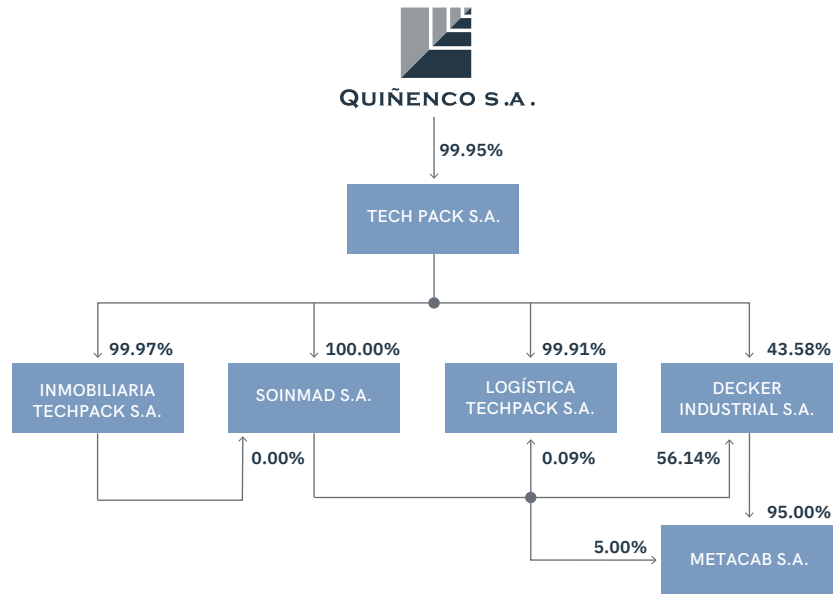 QUIÑENCO S.A.
99.95%
TECH PACK S.A.
99.97%
100.00%
99.91%
43.58%
INMOBILIARIA
TECHPACK S.A.
SOINMAD S.A.
LOGÍSTICA
TECHPACK S.A.
DECKER
INDUSTRIAL S.A.
0.00%
0.09%
56.14%
95.00%
5.00%
METACAB S.A.